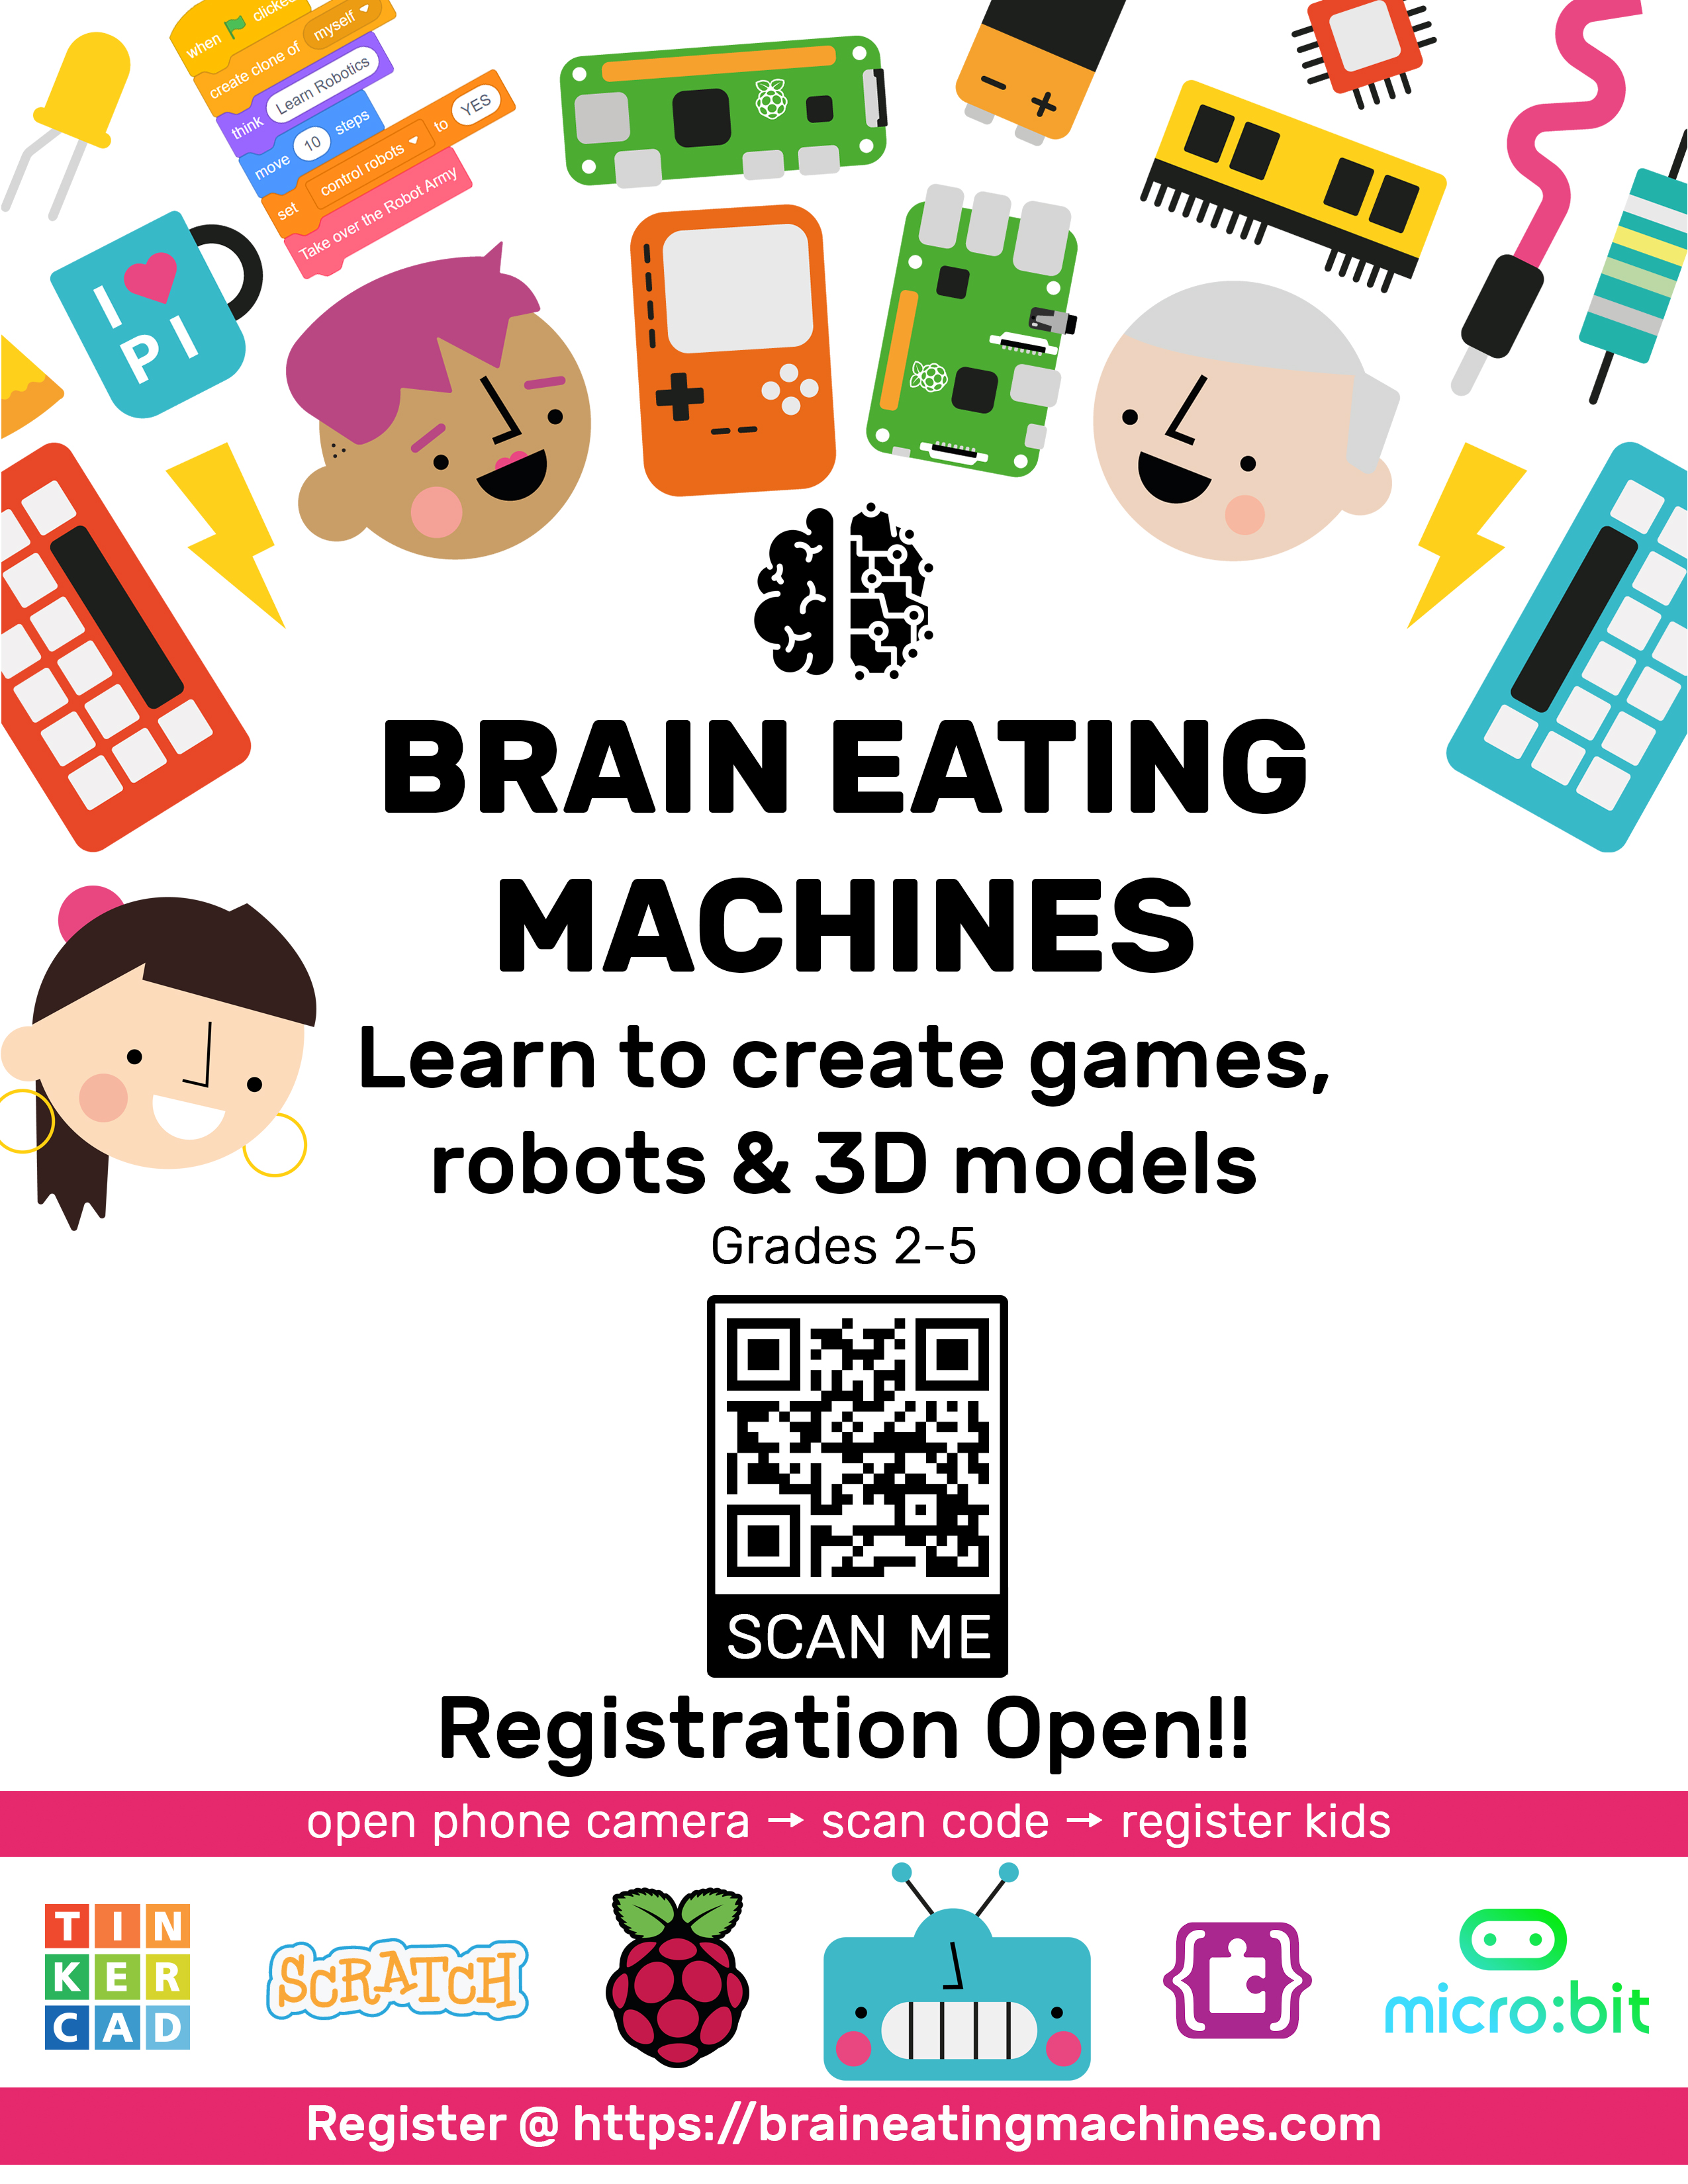 when clicked
create clone of myself
think Learn Robotics
move 10 steps
set control robots to YES
Take over the Robot Army
I
PI
BRAIN EATING
MACHINES
Learn to create games,
robots & 3D models
Grades 2-5
SCAN ME
Registration Open!!
open phone camera → scan code → register kids
TIN
KER
CAD
SCRATCH
micro:bit
Register @ https://braineatingmachines.com